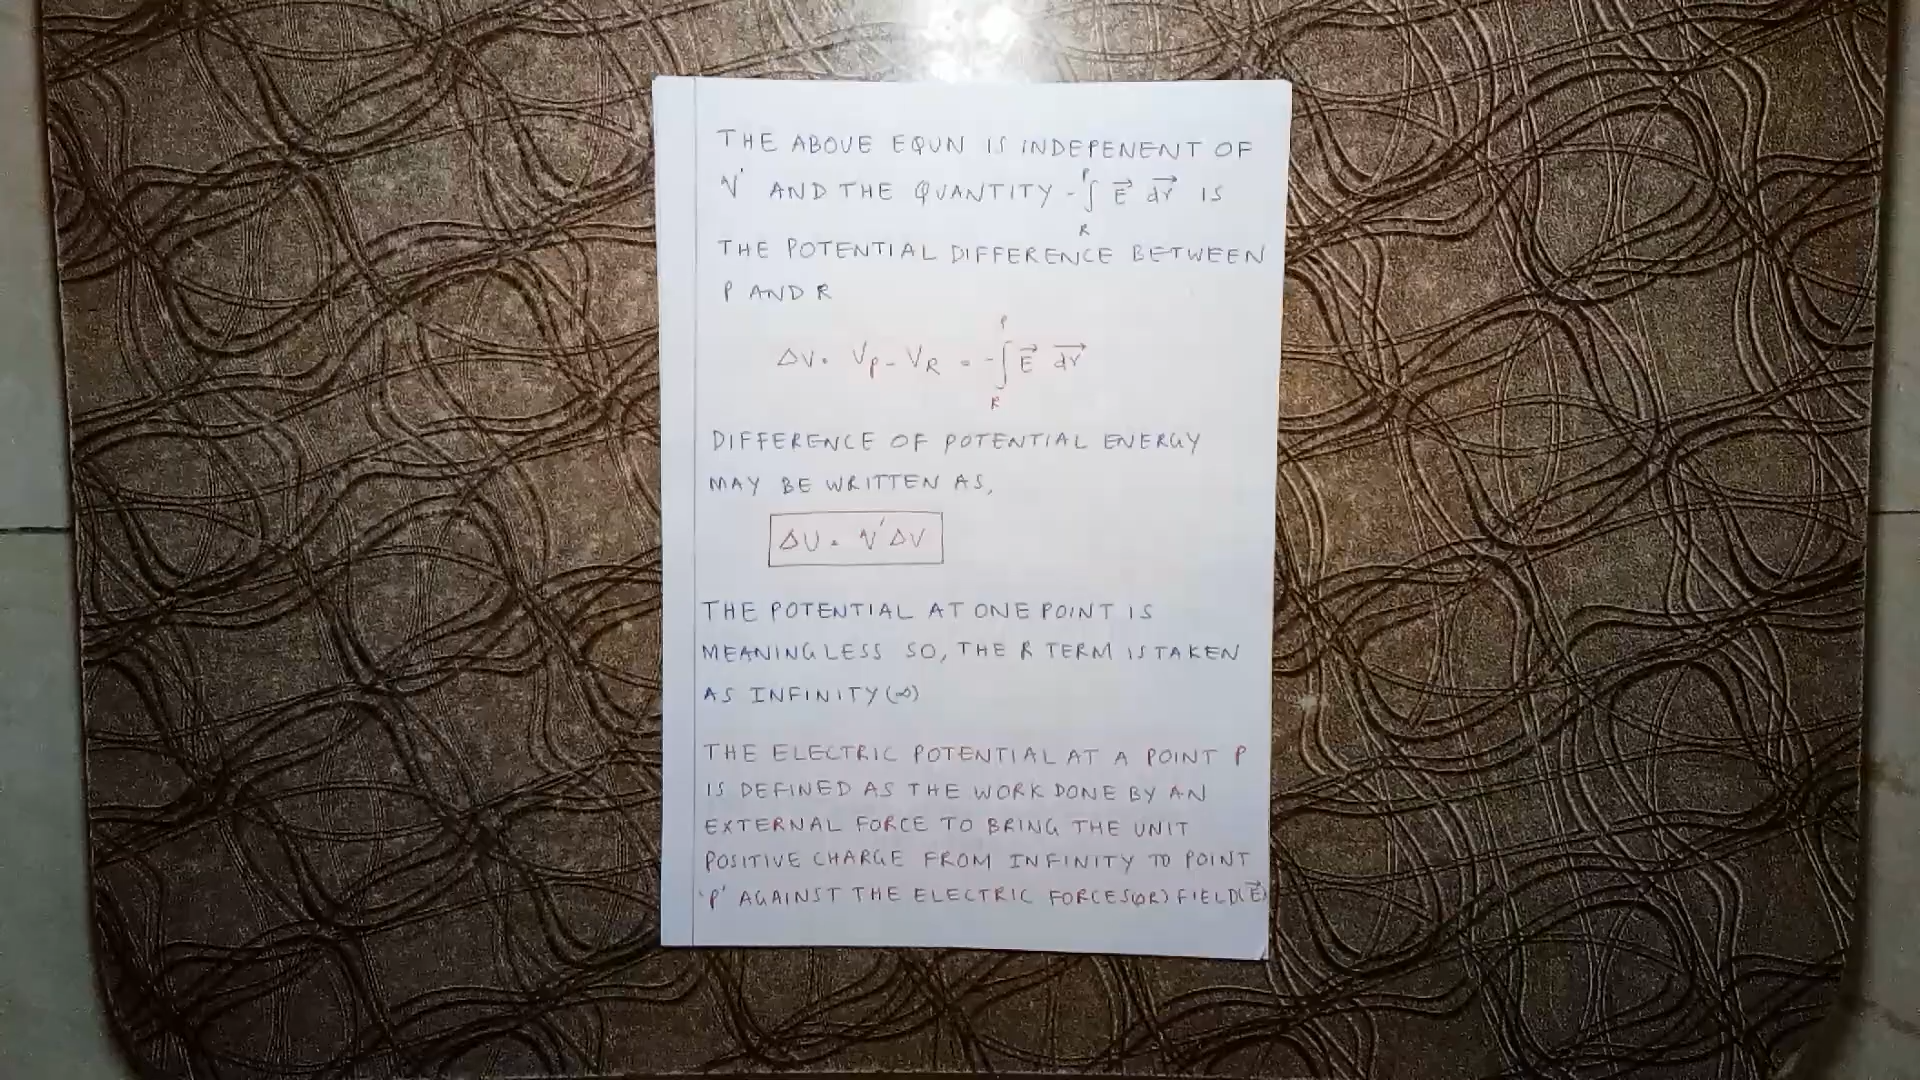 THE ABOVE EQUN IS INDEPENENT OF
q' AND THE QUANTITY -∫ᴿᴾ E⃗ dr⃗ IS
THE POTENTIAL DIFFERENCE BETWEEN
P AND R
ΔV = V_P - V_R = -∫ᴿᴾ E⃗ dr⃗
DIFFERENCE OF POTENTIAL ENERGY
MAY BE WRITTEN AS,
ΔU = q' ΔV
THE POTENTIAL AT ONE POINT IS
MEANINGLESS SO, THE R TERM IS TAKEN
AS INFINITY (∞)
THE ELECTRIC POTENTIAL AT A POINT P
IS DEFINED AS THE WORK DONE BY AN
EXTERNAL FORCE TO BRING THE UNIT
POSITIVE CHARGE FROM INFINITY TO POINT
'P' AGAINST THE ELECTRIC FORCES(OR) FIELD(E⃗)